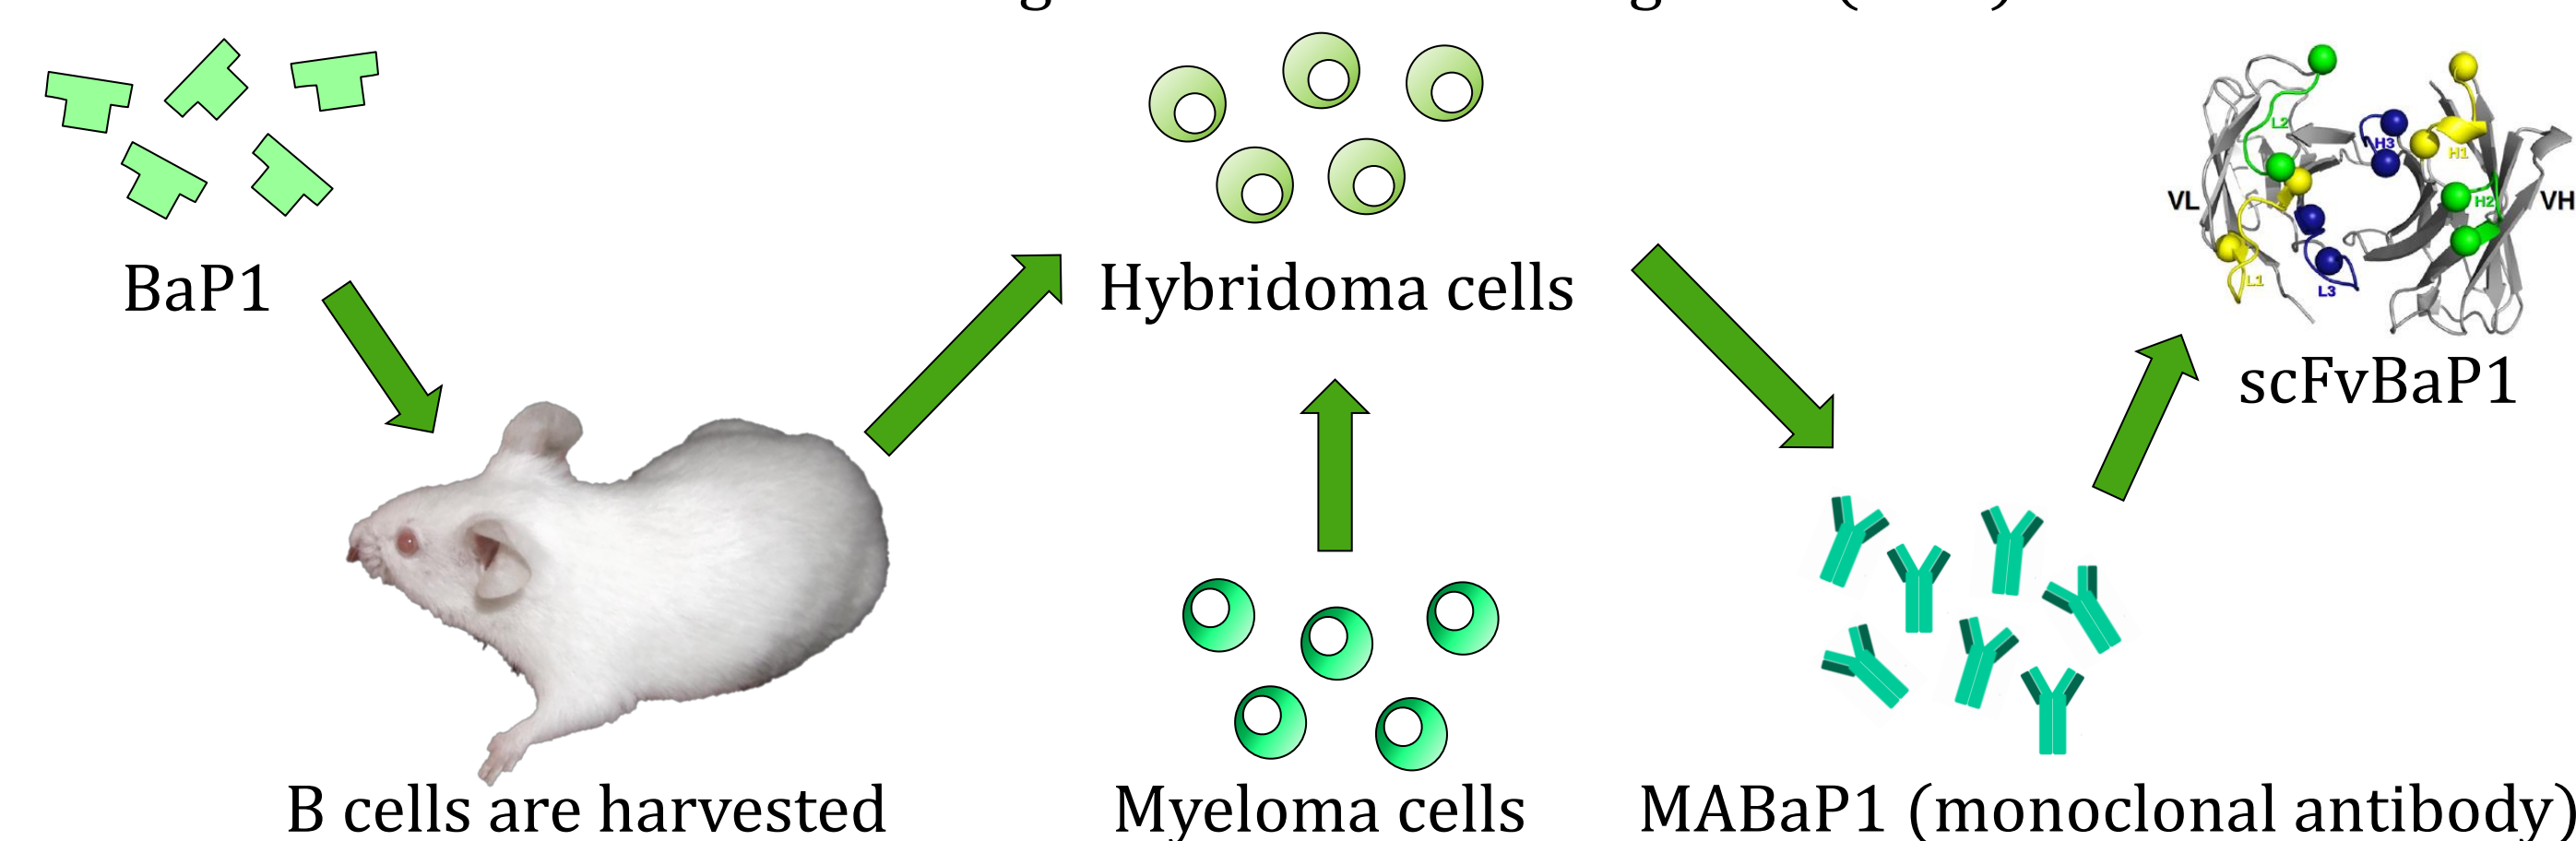 BaP1
Hybridoma cells
L2
H3
H1
VL
H2
VH
L1
L3
scFvBaP1
B cells are harvested
Myeloma cells
MABaP1 (monoclonal antibody)